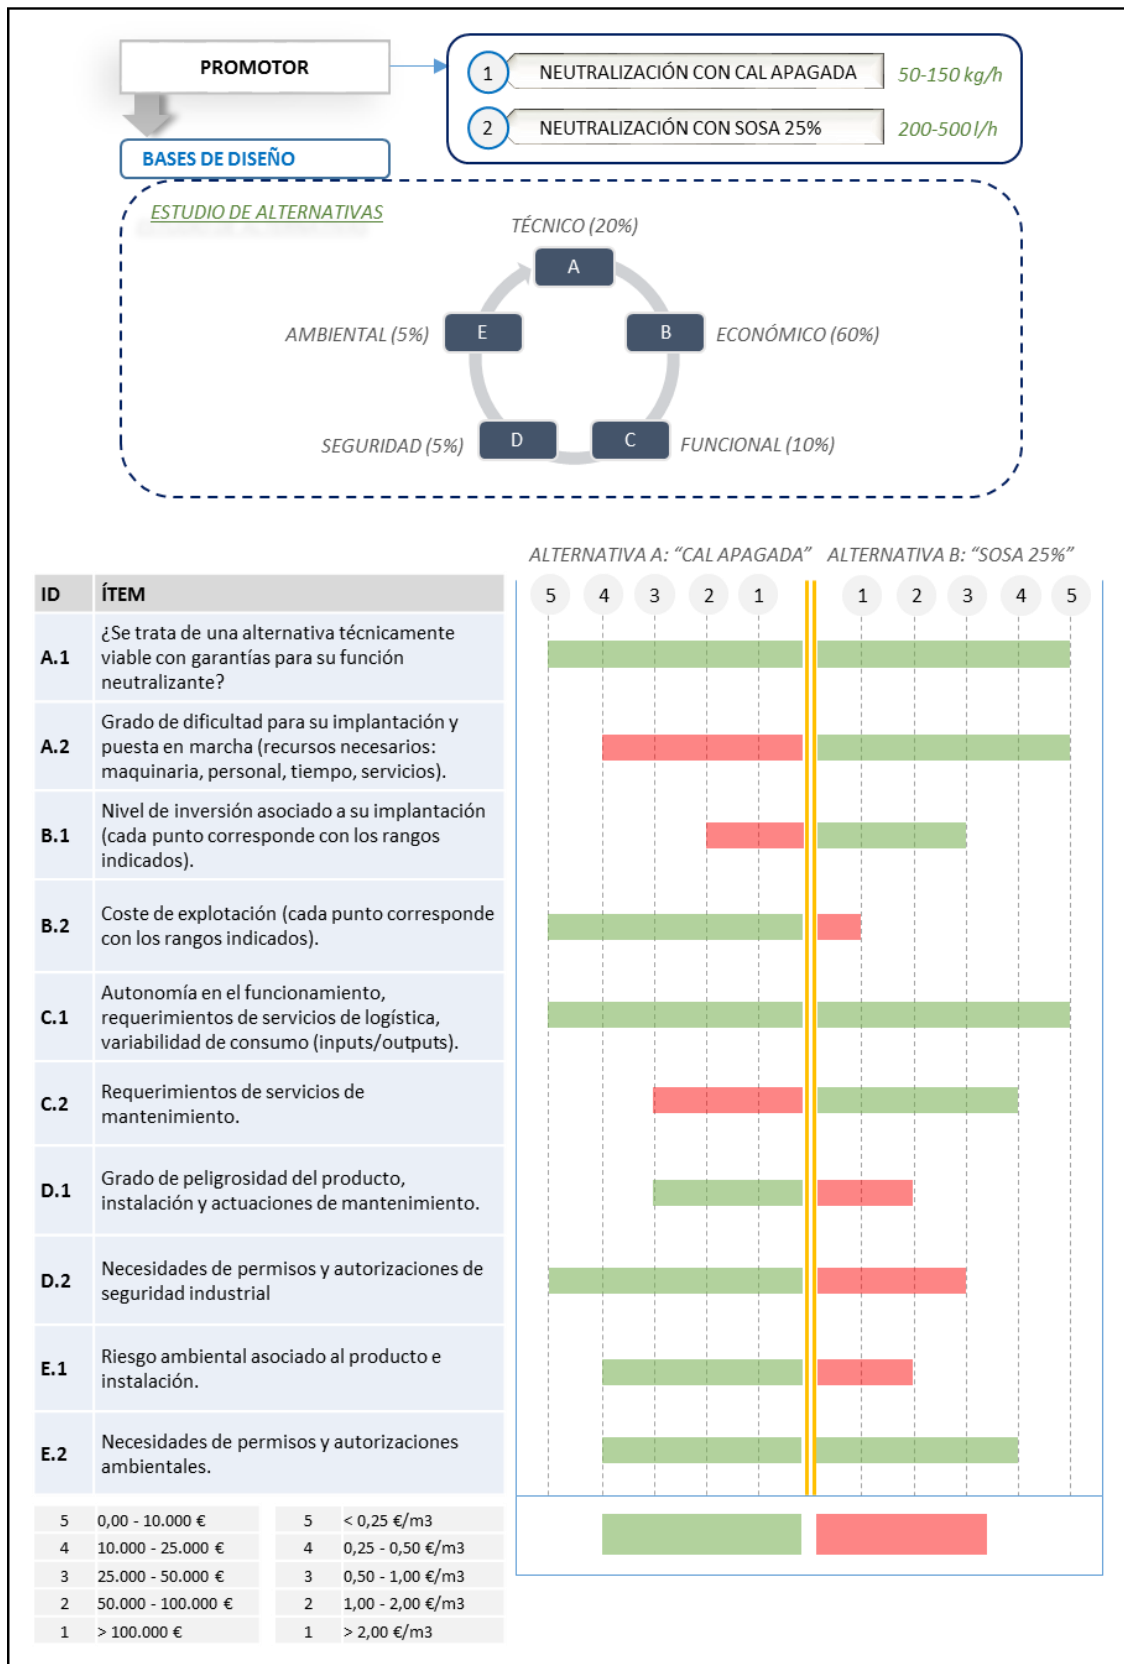 PROMOTOR
1 NEUTRALIZACIÓN CON CAL APAGADA 50-150 kg/h
2 NEUTRALIZACIÓN CON SOSA 25% 200-500 l/h
BASES DE DISEÑO
ESTUDIO DE ALTERNATIVAS
TÉCNICO (20%)
A
AMBIENTAL (5%) E B ECONÓMICO (60%)
SEGURIDAD (5%) D C FUNCIONAL (10%)
ALTERNATIVA A: “CAL APAGADA” ALTERNATIVA B: “SOSA 25%”
ID ÍTEM 5 4 3 2 1 1 2 3 4 5
A.1 ¿Se trata de una alternativa técnicamente
viable con garantías para su función
neutralizante?
A.2 Grado de dificultad para su implantación y
puesta en marcha (recursos necesarios:
maquinaria, personal, tiempo, servicios).
B.1 Nivel de inversión asociado a su implantación
(cada punto corresponde con los rangos
indicados).
B.2 Coste de explotación (cada punto corresponde
con los rangos indicados).
C.1 Autonomía en el funcionamiento,
requerimientos de servicios de logística,
variabilidad de consumo (inputs/outputs).
C.2 Requerimientos de servicios de
mantenimiento.
D.1 Grado de peligrosidad del producto,
instalación y actuaciones de mantenimiento.
D.2 Necesidades de permisos y autorizaciones de
seguridad industrial
E.1 Riesgo ambiental asociado al producto e
instalación.
E.2 Necesidades de permisos y autorizaciones
ambientales.
5 0,00 - 10.000 € 5 < 0,25 €/m3
4 10.000 - 25.000 € 4 0,25 - 0,50 €/m3
3 25.000 - 50.000 € 3 0,50 - 1,00 €/m3
2 50.000 - 100.000 € 2 1,00 - 2,00 €/m3
1 > 100.000 € 1 > 2,00 €/m3